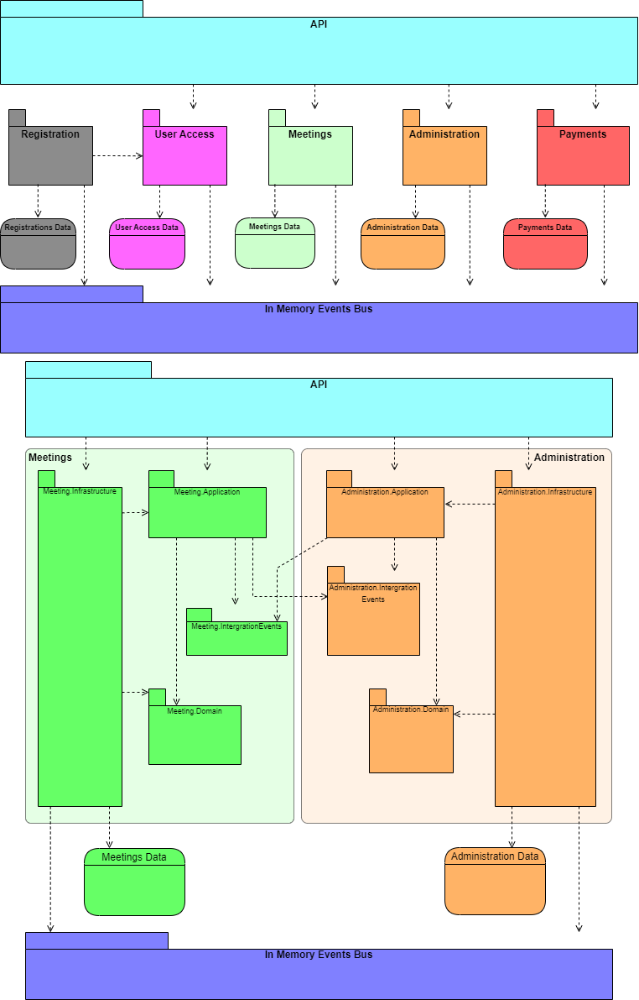 API
Registration
User Access
Meetings
Administration
Payments
Registrations Data
User Access Data
Meetings Data
Administration Data
Payments Data
In Memory Events Bus
API
Meetings
Administration
Meeting.Infrastructure
Meeting.Application
Administration.Application
Administration.Infrastructure
Administration.Intergration
Events
Meeting.IntergrationEvents
Meeting.Domain
Administration.Domain
Meetings Data
Administration Data
In Memory Events Bus